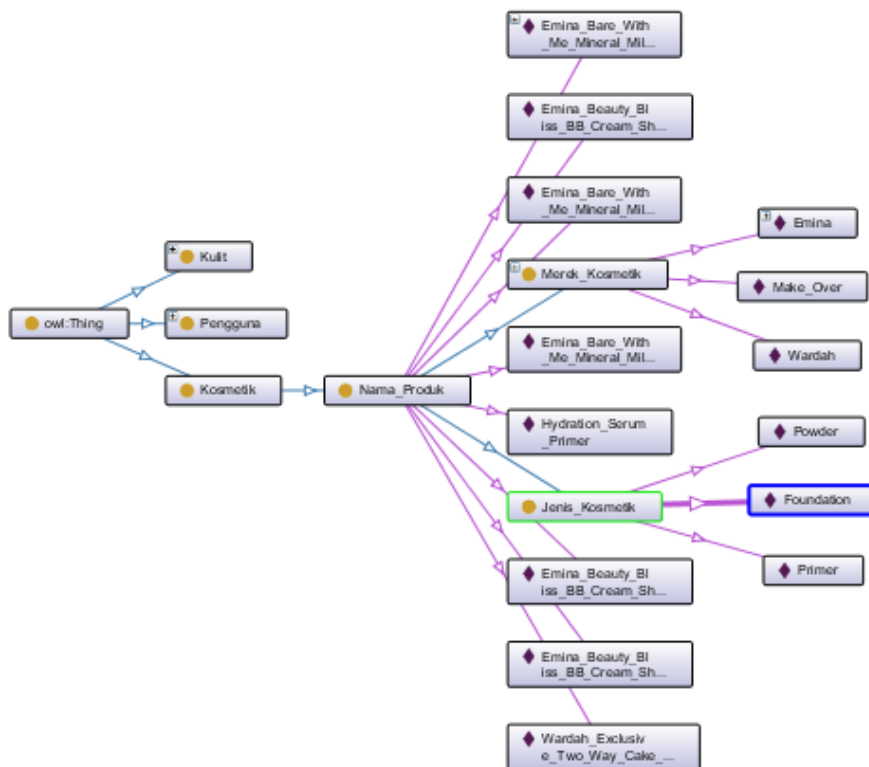 Emina_Bare_With
_Me_Mineral_Mil...
Emina_Beauty_Bl
iss_BB_Cream_Sh...
Emina_Bare_With
_Me_Mineral_Mil...
Emina
Kulit
Merek_Kosmetik
Make_Over
owl:Thing
Pengguna
Emina_Bare_With
_Me_Mineral_Mil...
Wardah
Kosmetik
Nama_Produk
Hydration_Serum
_Primer
Powder
Jenis_Kosmetik
Foundation
Emina_Beauty_Bl
iss_BB_Cream_Sh...
Primer
Emina_Beauty_Bl
iss_BB_Cream_Sh...
Wardah_Exclusiv
e_Two_Way_Cake_...